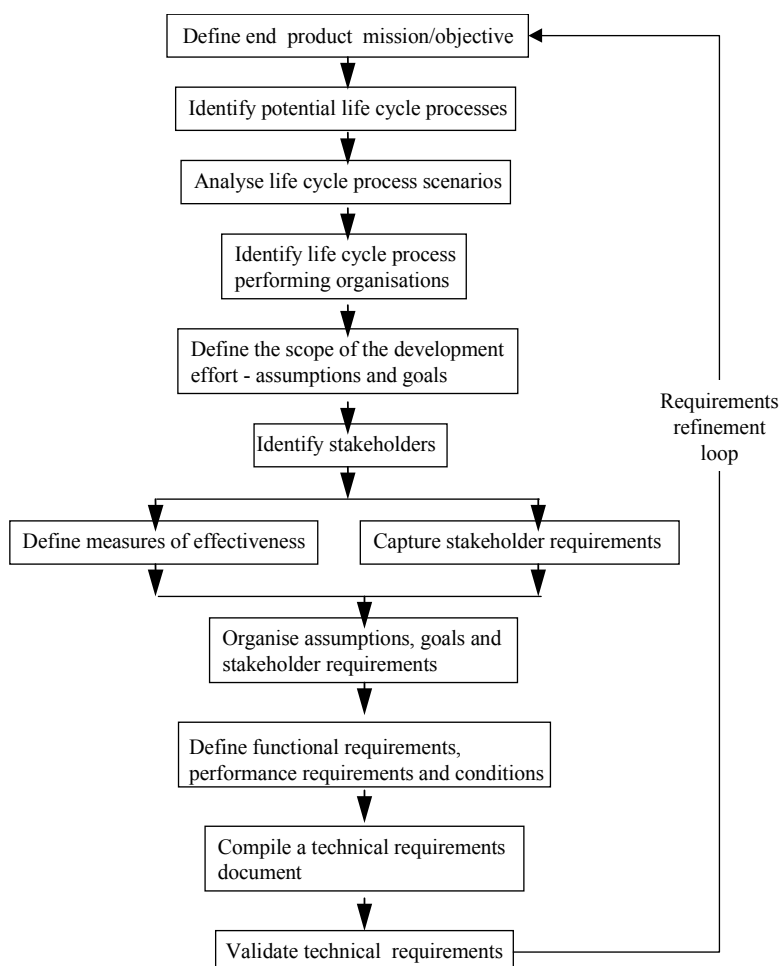 Define end product mission/objective
Identify potential life cycle processes
Analyse life cycle process scenarios
Identify life cycle process
performing organisations
Define the scope of the development
effort - assumptions and goals
Requirements
refinement
loop
Identify stakeholders
Define measures of effectiveness
Capture stakeholder requirements
Organise assumptions, goals and
stakeholder requirements
Define functional requirements,
performance requirements and conditions
Compile a technical requirements
document
Validate technical requirements